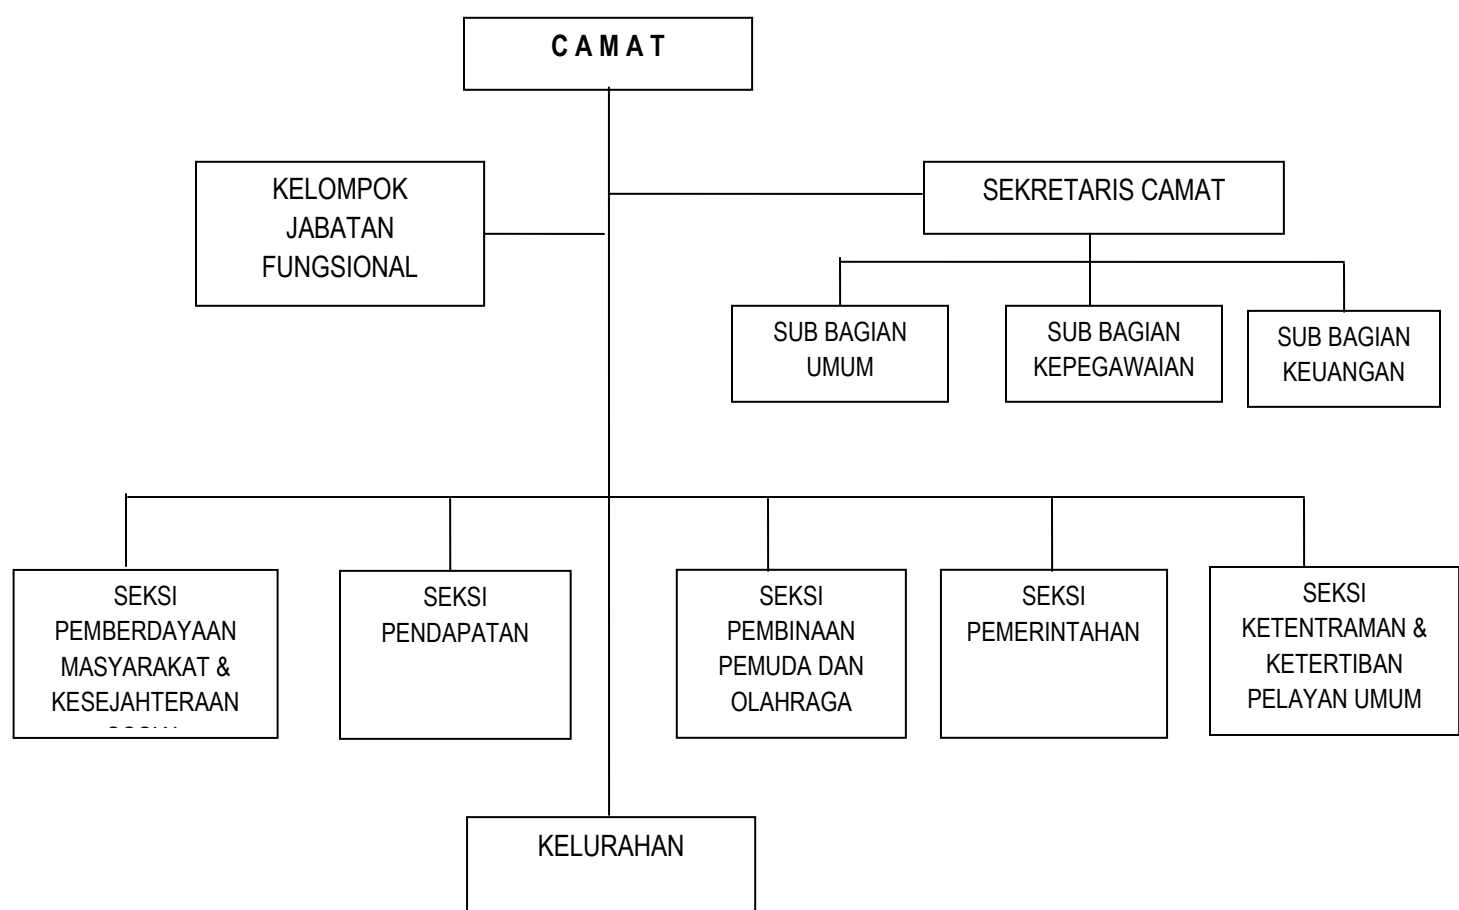 C A M A T
KELOMPOK
JABATAN
FUNGSIONAL
SEKRETARIS CAMAT
SUB BAGIAN
UMUM
SUB BAGIAN
KEPEGAWAIAN
SUB BAGIAN
KEUANGAN
SEKSI
PEMBERDAYAAN
MASYARAKAT &
KESEJAHTERAAN
SEKSI
PENDAPATAN
SEKSI
PEMBINAAN
PEMUDA DAN
OLAHRAGA
SEKSI
PEMERINTAHAN
SEKSI
KETENTRAMAN &
KETERTIBAN
PELAYAN UMUM
KELURAHAN